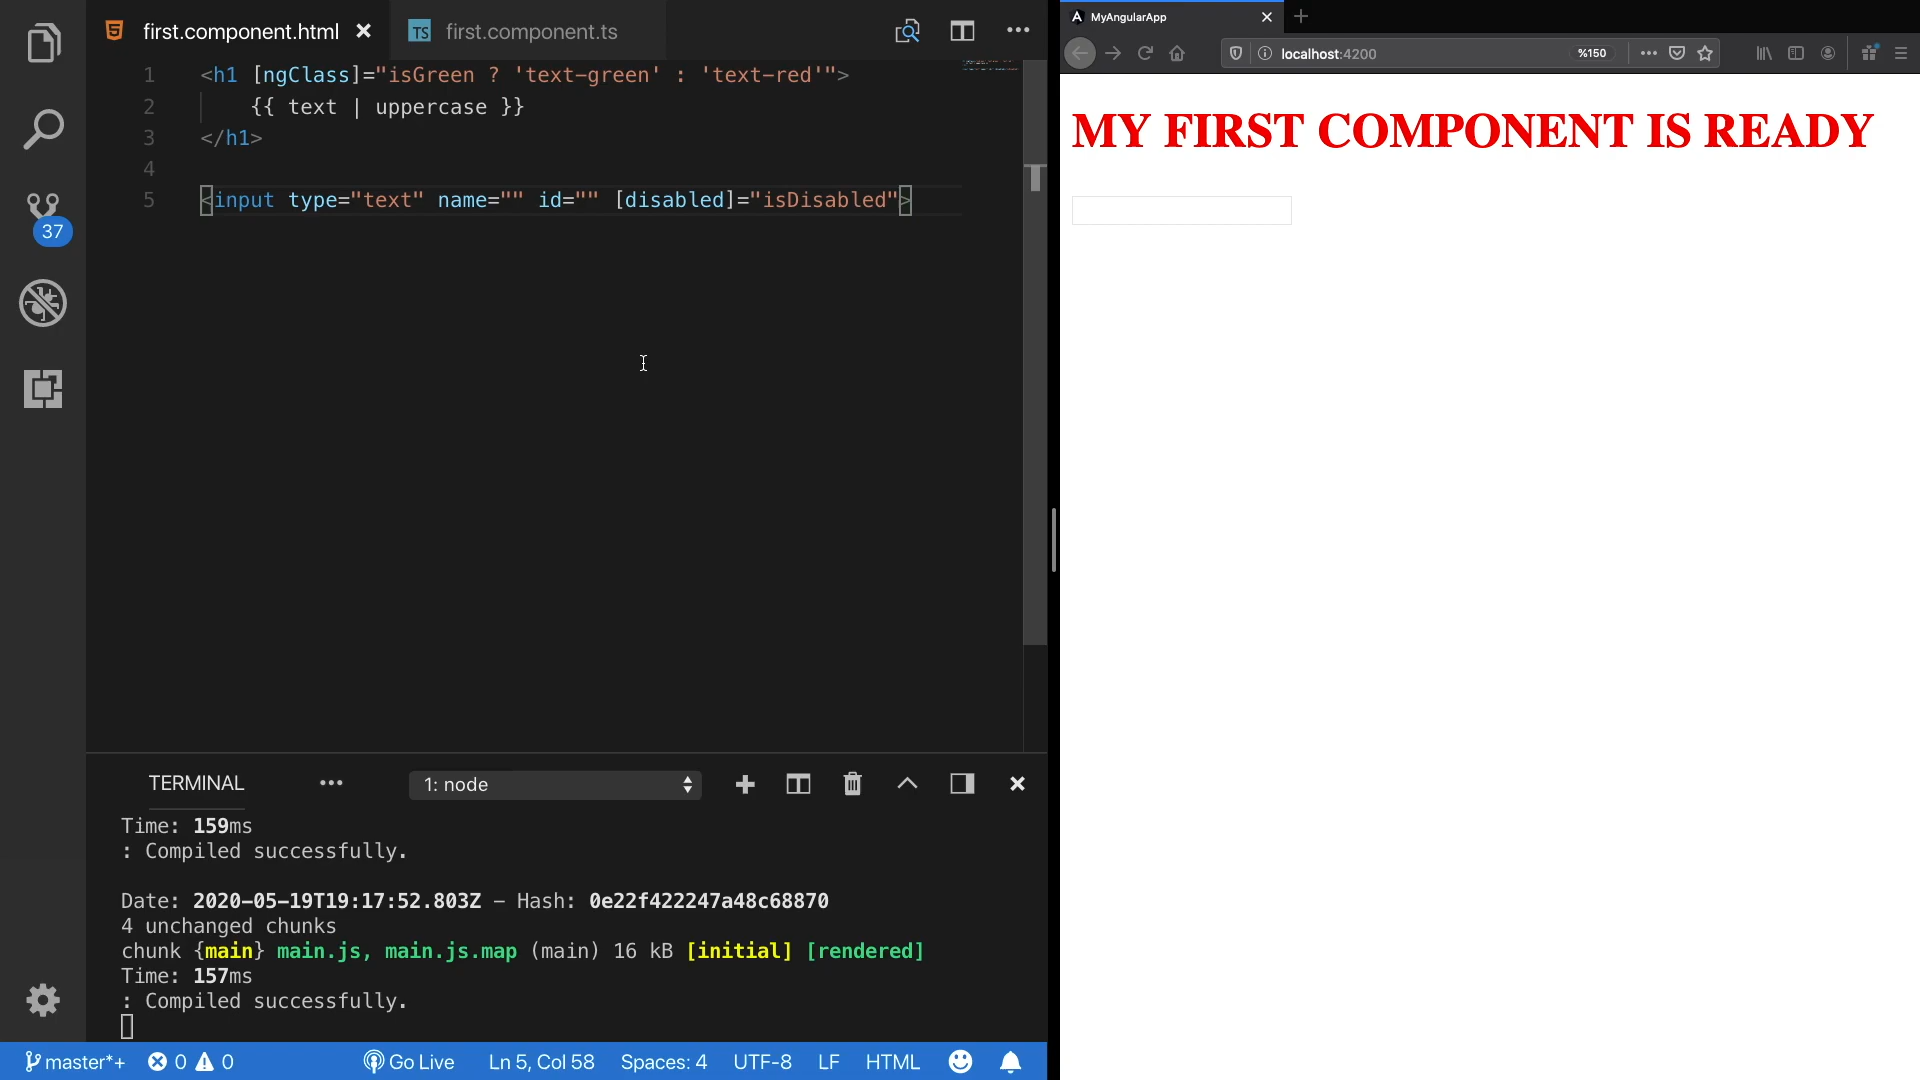 first.component.html
TS first.component.ts
1 <h1 [ngClass]="isGreen ? 'text-green' : 'text-red'">
2 {{ text | uppercase }}
3 </h1>
4
5 <input type="text" name="" id="" [disabled]="isDisabled">
37
TERMINAL
1: node
Time: 159ms
: Compiled successfully.
Date: 2020-05-19T19:17:52.803Z - Hash: 0e22f422247a48c68870
4 unchanged chunks
chunk {main} main.js, main.js.map (main) 16 kB [initial] [rendered]
Time: 157ms
: Compiled successfully.
master*+ 0 0 Go Live Ln 5, Col 58 Spaces: 4 UTF-8 LF HTML
MyAngularApp
localhost:4200 %150
MY FIRST COMPONENT IS READY